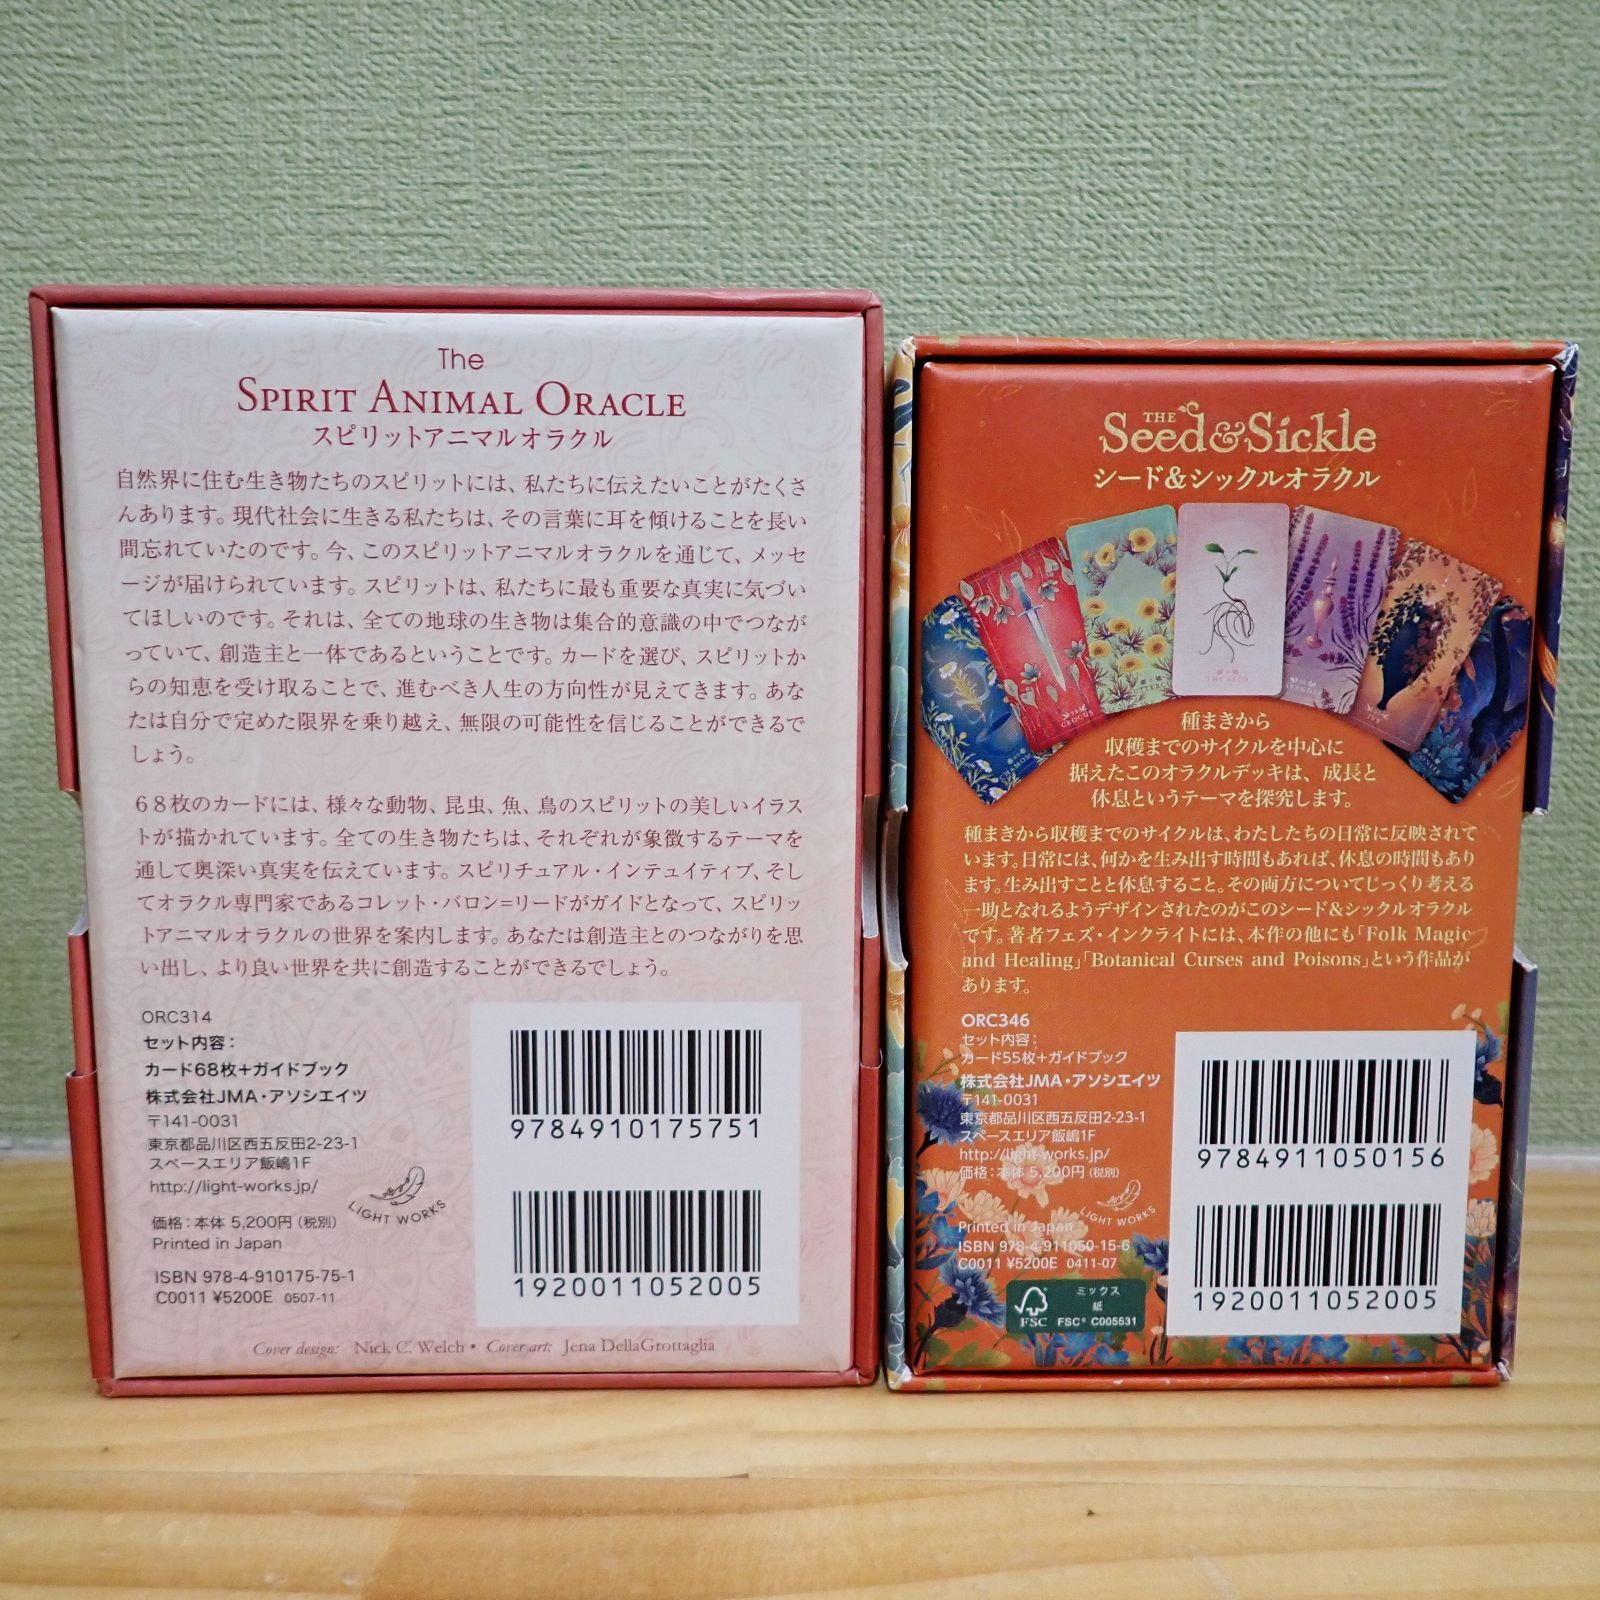 The
SPIRIT ANIMAL ORACLE
スピリットアニマルオラクル
自然界に住む生き物たちのスピリットには、私たちに伝えたいことがたくさ
んあります。現代社会に生きる私たちは、その言葉に耳を傾けることを長い
間忘れていたのです。今、このスピリットアニマルオラクルを通じて、メッセ
ージが届けられています。スピリットは、私たちに最も重要な真実に気づい
てほしいのです。それは、全ての地球の生き物は集合的意識の中でつなが
っていて、創造主と一体であるということです。カードを選び、スピリットか
らの知恵を受け取ることで、進むべき人生の方向性が見えてきます。あな
たは自分で定めた限界を乗り越え、無限の可能性を信じることができるで
しょう。
68枚のカードには、様々な動物、昆虫、魚、鳥のスピリットの美しいイラス
トが描かれています。全ての生き物たちは、それぞれが象徴するテーマを
通して奥深い真実を伝えています。スピリチュアル・インテュイティブ、そし
てオラクル専門家であるコレット・バロン=リードがガイドとなって、スピリッ
トアニマルオラクルの世界を案内します。あなたは創造主とのつながりを思
い出し、より良い世界を共に創造することができるでしょう。
ORC314
セット内容：
カード68枚+ガイドブック
株式会社JMA・アソシエイツ
〒141-0031
東京都品川区西五反田2-23-1
スペースエリア飯嶋1F
http://light-works.jp/
LIGHT WORKS
価格：本体 5,200円（税別）
Printed in Japan
ISBN 978-4-910175-75-1
C0011 ¥5200E 0507-11
9784910175751
1920011052005
Cover design: Nick C. Welch • Cover art: Jena DellaGrottaglia
THE
Seed&Sickle
シード&シックルオラクル
THE SEED
CROCUS
IVY
種まきから
収穫までのサイクルを中心に
据えたこのオラクルデッキは、成長と
休息というテーマを探究します。
種まきから収穫までのサイクルは、わたしたちの日常に反映されて
います。日常には、何かを生み出す時間もあれば、休息の時間もあり
ます。生み出すことと休息すること。その両方についてじっくり考える
一助となれるようデザインされたのがこのシード&シックルオラクル
です。著者フェズ・インクライトには、本作の他にも「Folk Magic
and Healing」「Botanical Curses and Poisons」という作品が
あります。
ORC346
セット内容：
カード55枚+ガイドブック
株式会社JMA・アソシエイツ
〒141-0031
東京都品川区西五反田2-23-1
スペースエリア飯嶋1F
http://light-works.jp/
価格：本体 5,200円（税別）
LIGHT WORKS
Printed in Japan
ISBN 978-4-911050-15-6
C0011 ¥5200E 0411-07
FSC
ミックス
紙
FSC® C005531
9784911050156
1920011052005